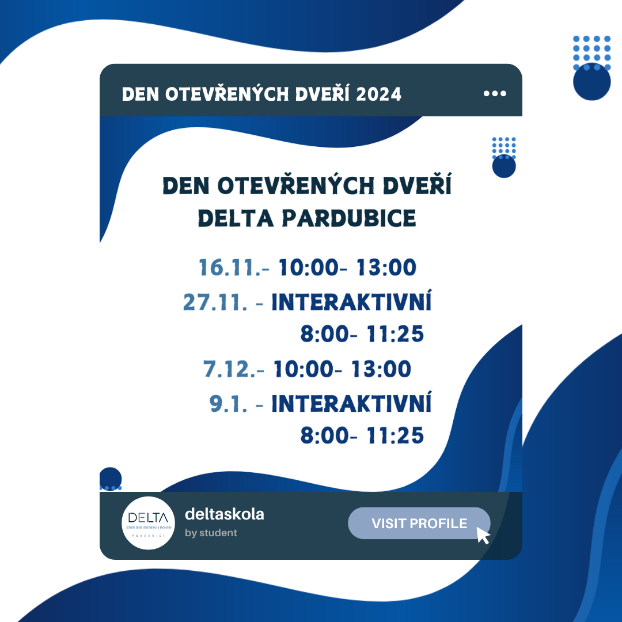 DEN OTEVŘENÝCH DVEŘÍ 2024
DEN OTEVŘENÝCH DVEŘÍ
DELTA PARDUBICE
16.11.- 10:00- 13:00
27.11. - INTERAKTIVNÍ
8:00- 11:25
7.12.- 10:00- 13:00
9.1. - INTERAKTIVNÍ
8:00- 11:25
DELTA
PARDUBICE
deltaskola
by student
VISIT PROFILE